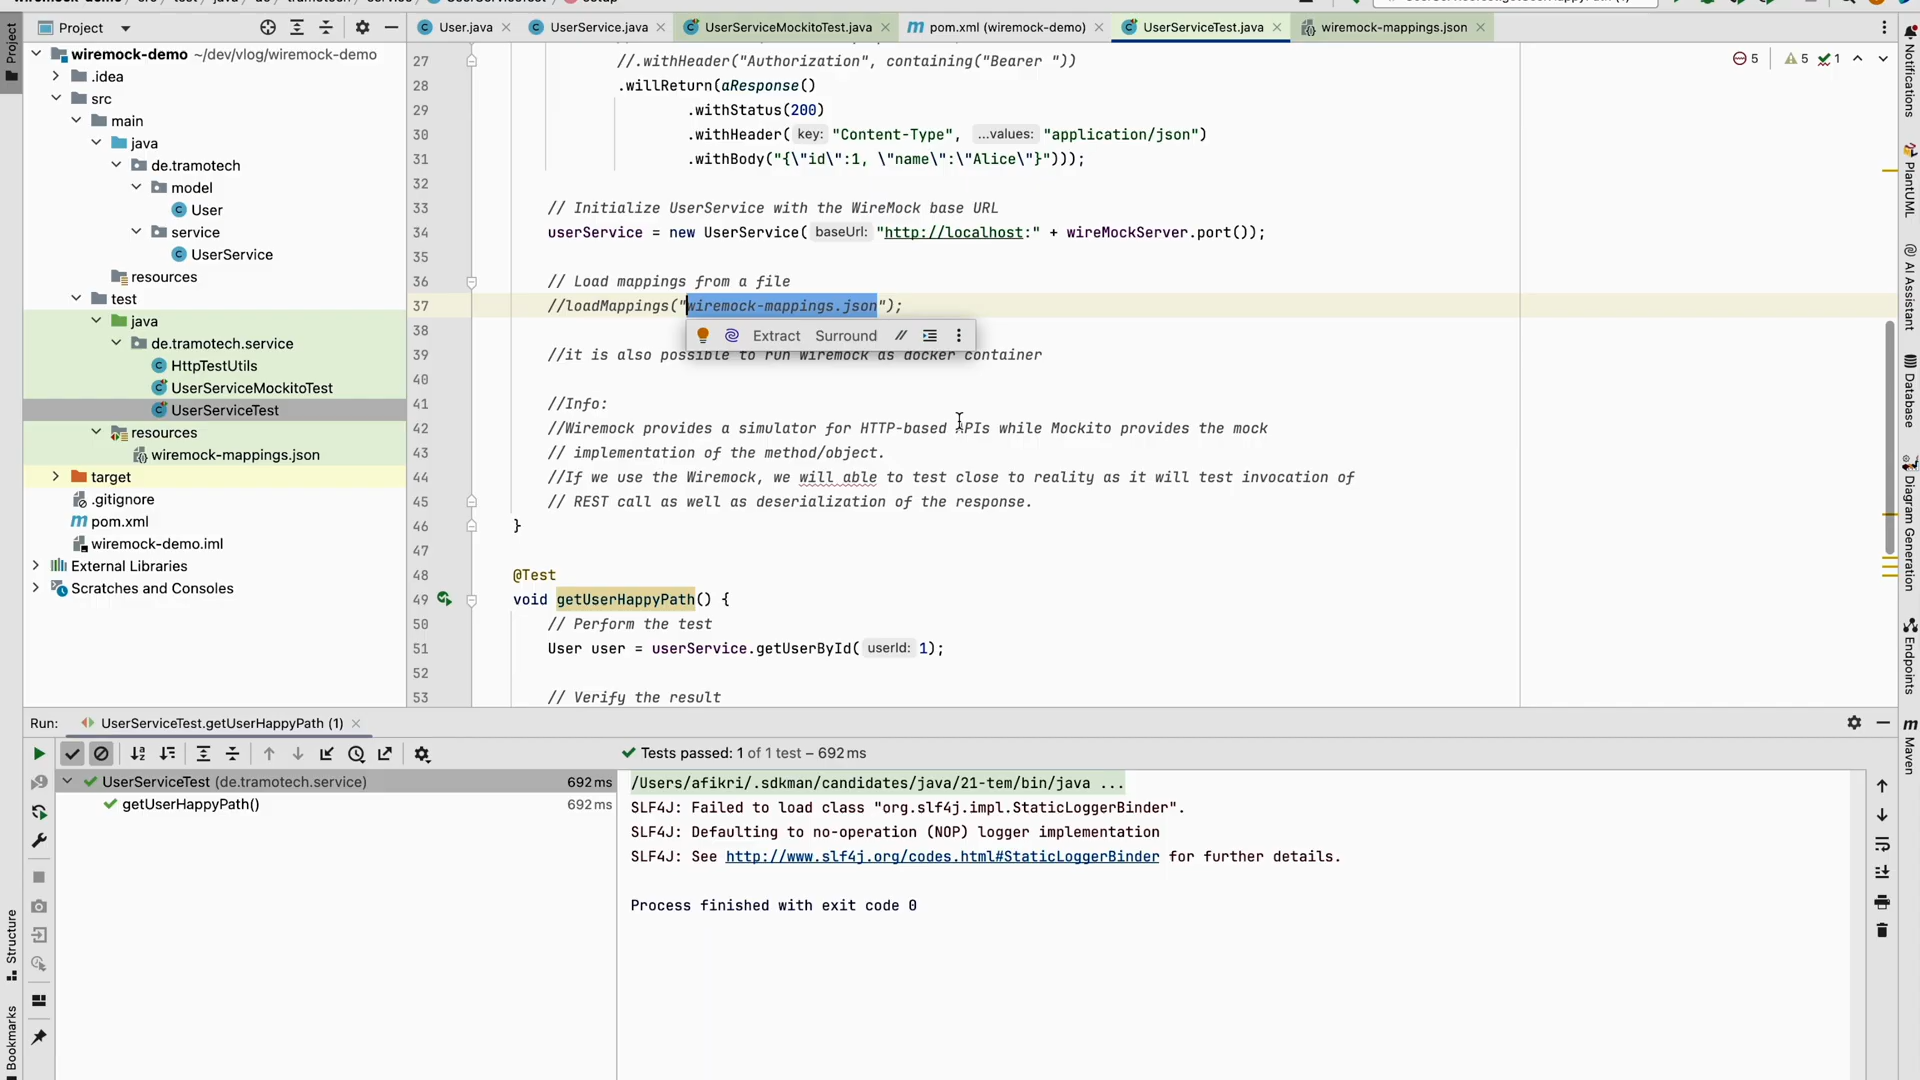 Project
wiremock-demo ~/dev/vlog/wiremock-demo
.idea
src
main
java
de.tramotech
model
User
service
UserService
resources
test
java
de.tramotech.service
HttpTestUtils
UserServiceMockitoTest
UserServiceTest
resources
wiremock-mappings.json
target
.gitignore
pom.xml
wiremock-demo.iml
External Libraries
Scratches and Consoles
User.java
UserService.java
UserServiceMockitoTest.java
pom.xml (wiremock-demo)
UserServiceTest.java
wiremock-mappings.json
5 5 1
27 //.withHeader("Authorization", containing("Bearer "))
28 .willReturn(aResponse()
29 .withStatus(200)
30 .withHeader( key: "Content-Type", ...values: "application/json")
31 .withBody("{\"id\":1, \"name\":\"Alice\"}")));
32
33 // Initialize UserService with the WireMock base URL
34 userService = new UserService( baseUrl: "http://localhost:" + wireMockServer.port());
35
36 // Load mappings from a file
37 //loadMappings("wiremock-mappings.json");
Extract Surround //
38
39 //it is also possible to run wiremock as docker container
40
41 //Info:
42 //Wiremock provides a simulator for HTTP-based APIs while Mockito provides the mock
43 // implementation of the method/object.
44 //If we use the Wiremock, we will able to test close to reality as it will test invocation of
45 // REST call as well as deserialization of the response.
46 }
47
48 @Test
49 void getUserHappyPath() {
50 // Perform the test
51 User user = userService.getUserById( userId: 1);
52
53 // Verify the result
Run: UserServiceTest.getUserHappyPath (1)
Tests passed: 1 of 1 test – 692 ms
UserServiceTest (de.tramotech.service) 692 ms
getUserHappyPath() 692 ms
/Users/afikri/.sdkman/candidates/java/21-tem/bin/java ...
SLF4J: Failed to load class "org.slf4j.impl.StaticLoggerBinder".
SLF4J: Defaulting to no-operation (NOP) logger implementation
SLF4J: See http://www.slf4j.org/codes.html#StaticLoggerBinder for further details.
Process finished with exit code 0
Project
Structure
Bookmarks
Notifications
PlantUML
AI Assistant
Database
Diagram Generation
Endpoints
Maven